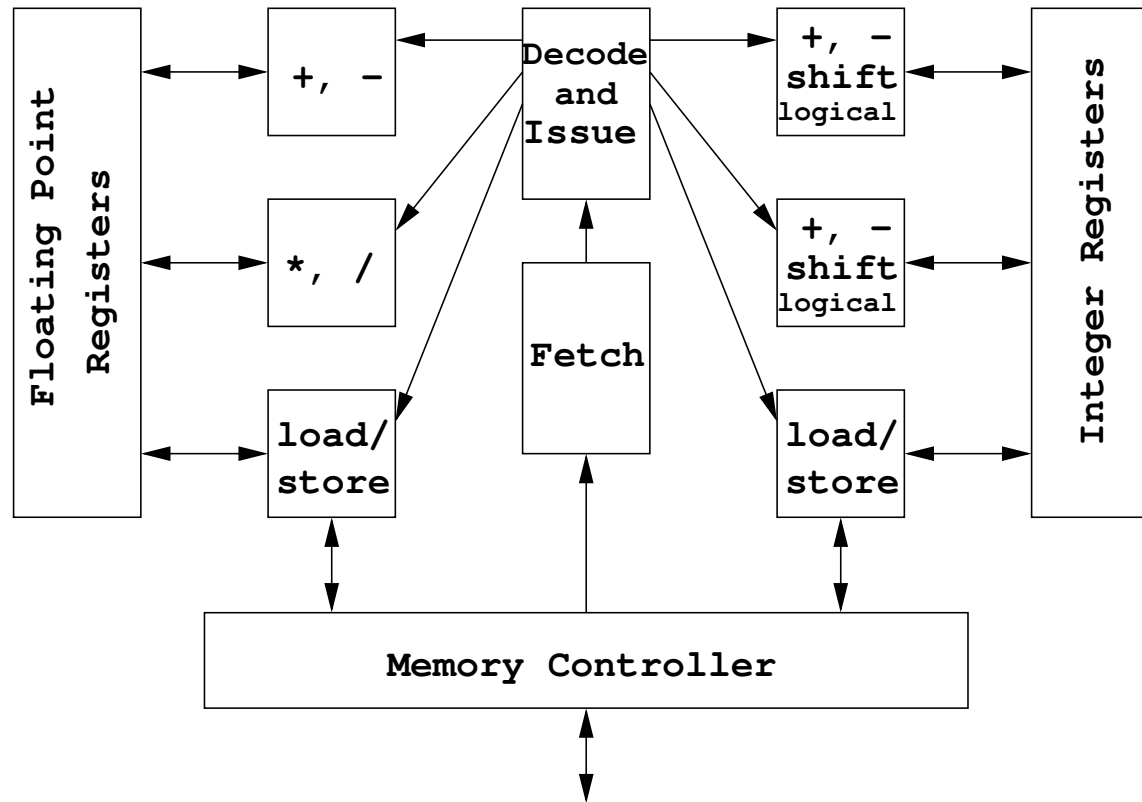 Floating Point
Registers
+, -
*, /
load/
store
Decode
and
Issue
Fetch
+, -
shift
logical
+, -
shift
logical
load/
store
Integer Registers
Memory Controller